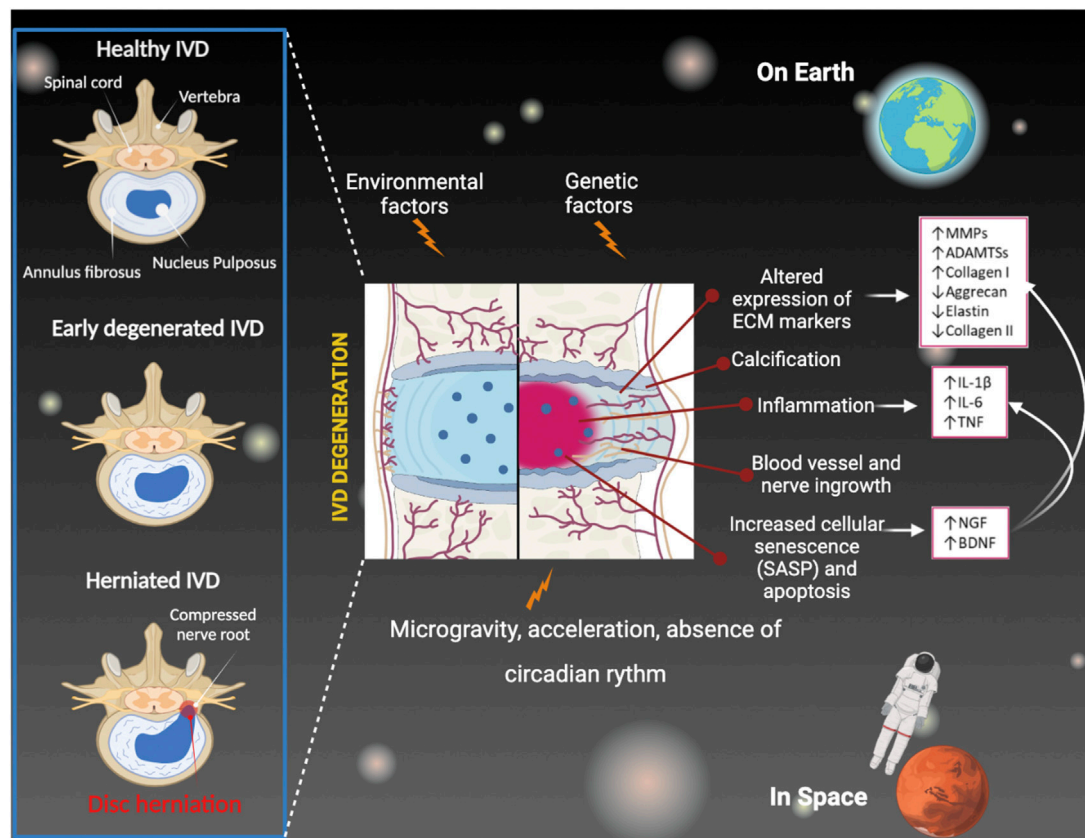 Healthy IVD
Spinal cord
Vertebra
Annulus fibrosus
Nucleus Pulposus
Early degenerated IVD
Herniated IVD
Compressed
nerve root
Disc herniation
On Earth
Environmental
factors
Genetic
factors
IVD DEGENERATION
Altered
expression of
ECM markers
↑MMPs
↑ADAMTSs
↑Collagen I
↓Aggrecan
↓Elastin
↓Collagen II
Calcification
Inflammation
↑IL-1β
↑IL-6
↑TNF
Blood vessel and
nerve ingrowth
Increased cellular
senescence
(SASP) and
apoptosis
↑NGF
↑BDNF
Microgravity, acceleration, absence of
circadian rythm
In Space